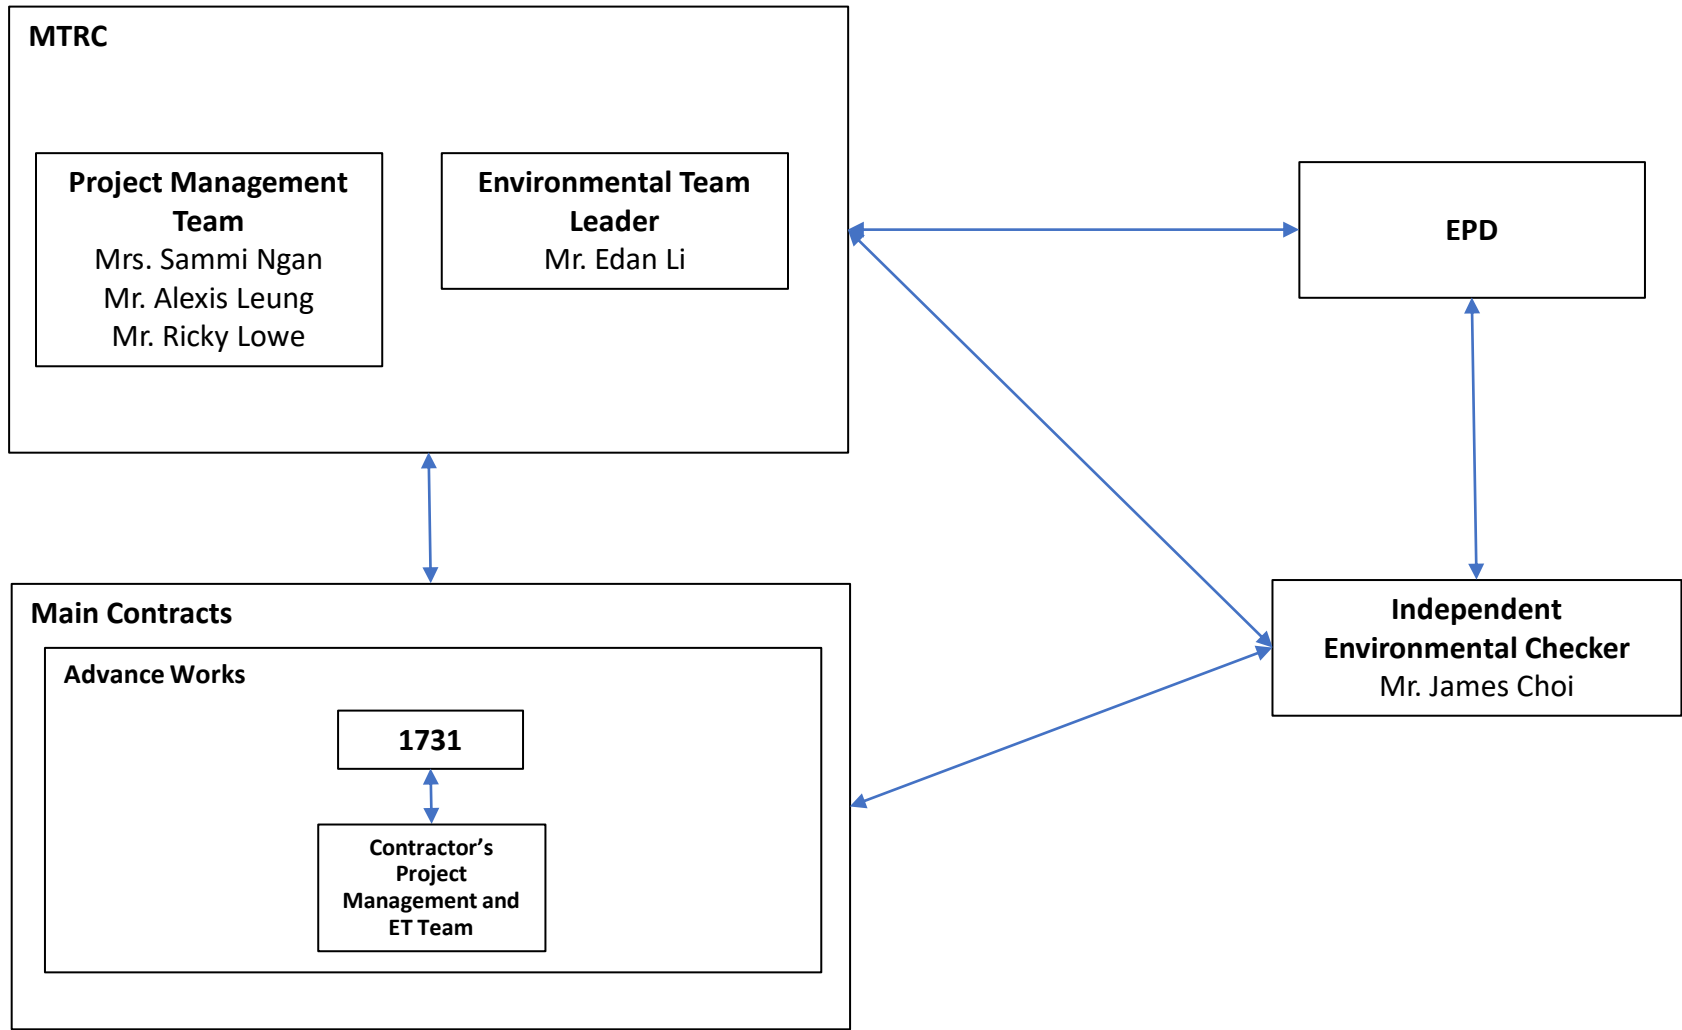 MTRC
Project Management
Team
Mrs. Sammi Ngan
Mr. Alexis Leung
Mr. Ricky Lowe
Environmental Team
Leader
Mr. Edan Li
EPD
Independent
Environmental Checker
Mr. James Choi
Main Contracts
Advance Works
1731
Contractor’s
Project
Management and
ET Team